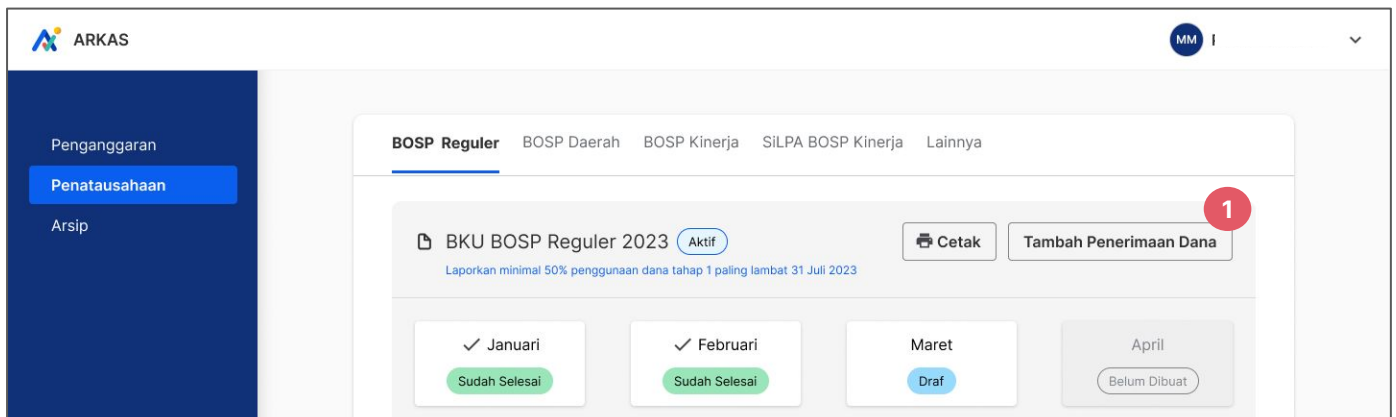 ARKAS
MM
Penganggaran
Penatausahaan
Arsip
BOSP Reguler BOSP Daerah BOSP Kinerja SiLPA BOSP Kinerja Lainnya
1
BKU BOSP Reguler 2023 Aktif Cetak Tambah Penerimaan Dana
Laporkan minimal 50% penggunaan dana tahap 1 paling lambat 31 Juli 2023
Januari Februari Maret April
Sudah Selesai Sudah Selesai Draf Belum Dibuat